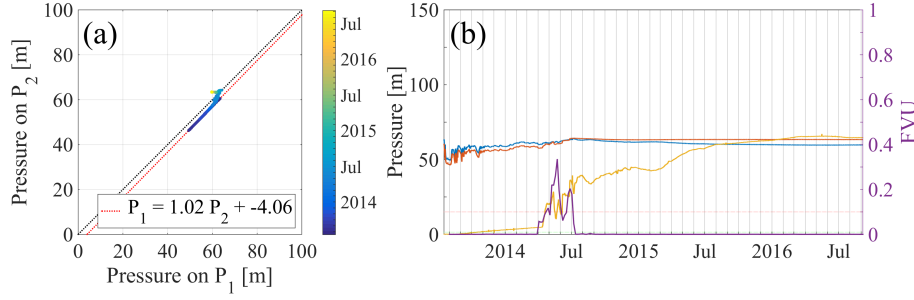 (a)
Pressure on P2 [m]
100
80
60
40
20
0
P1 = 1.02 P2 + -4.06
0 20 40 60 80 100
Pressure on P1 [m]
Jul
2016
Jul
2015
Jul
2014
(b)
Pressure [m]
150
100
50
0
2014 Jul 2015 Jul 2016 Jul
1
0.8
0.6
0.4
0.2
0
FVU